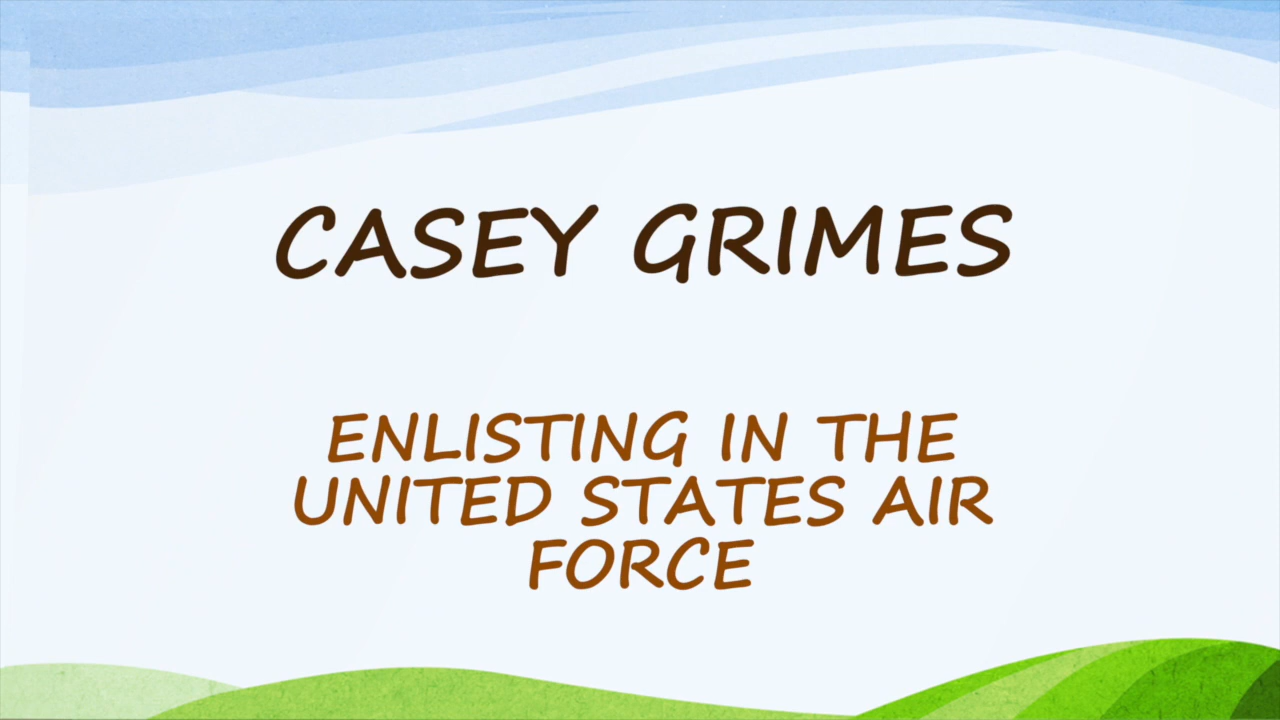 CASEY GRIMES
ENLISTING IN THE
UNITED STATES AIR
FORCE